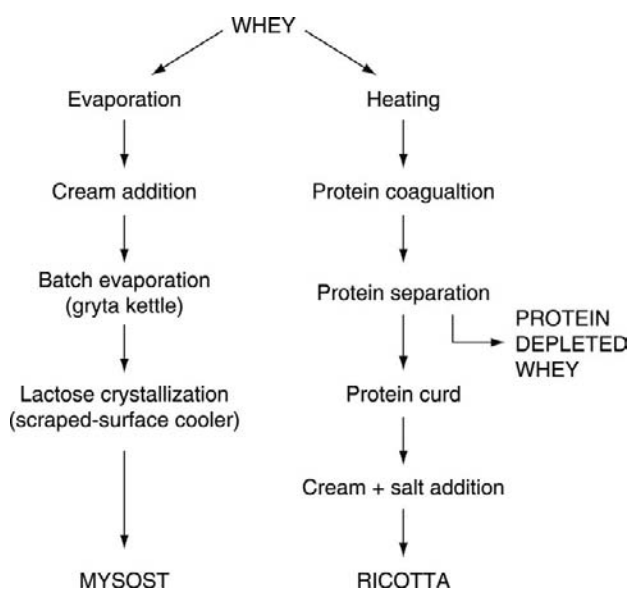 WHEY
Evaporation
Heating
Cream addition
Protein coagualtion
Batch evaporation
(gryta kettle)
Protein separation
PROTEIN
DEPLETED
WHEY
Lactose crystallization
(scraped-surface cooler)
Protein curd
Cream + salt addition
MYSOST
RICOTTA